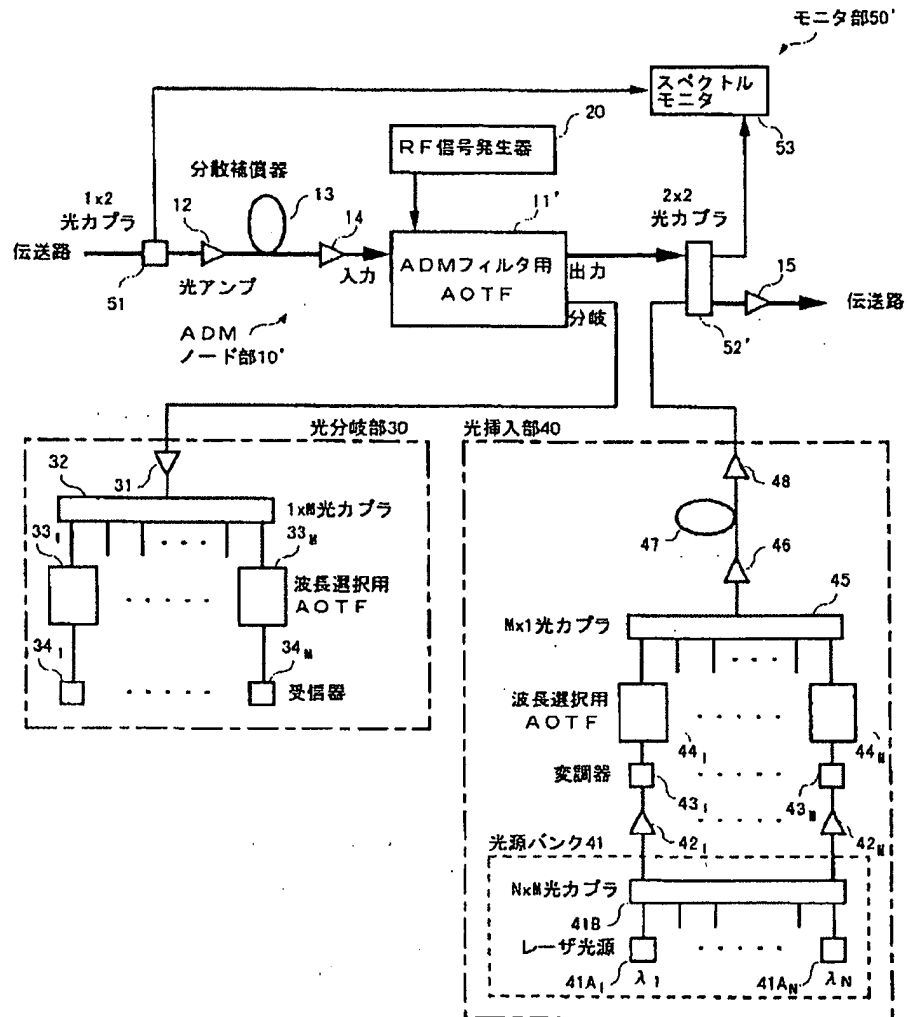 モニタ部50'
スペクトル
モニタ
53
20
RF信号発生器
分散補償器
13
1x2
光カプラ
12
14
11'
2x2
光カプラ
伝送路
51
光アンプ
入力
ADMフィルタ用
AOTF
出力
分岐
15
伝送路
52'
ADM
ノード部10'
光分岐部30
31
32
1xM光カプラ
33₁
33M
波長選択用
AOTF
34₁
34M
受信器
光挿入部40
48
47
46
45
Mx1光カプラ
波長選択用
AOTF
44₁
44M
変調器
43₁
43M
42₁
42M
光源バンク41
NxM光カプラ
41B
レーザ光源
41A₁
λ1
41AN
λN